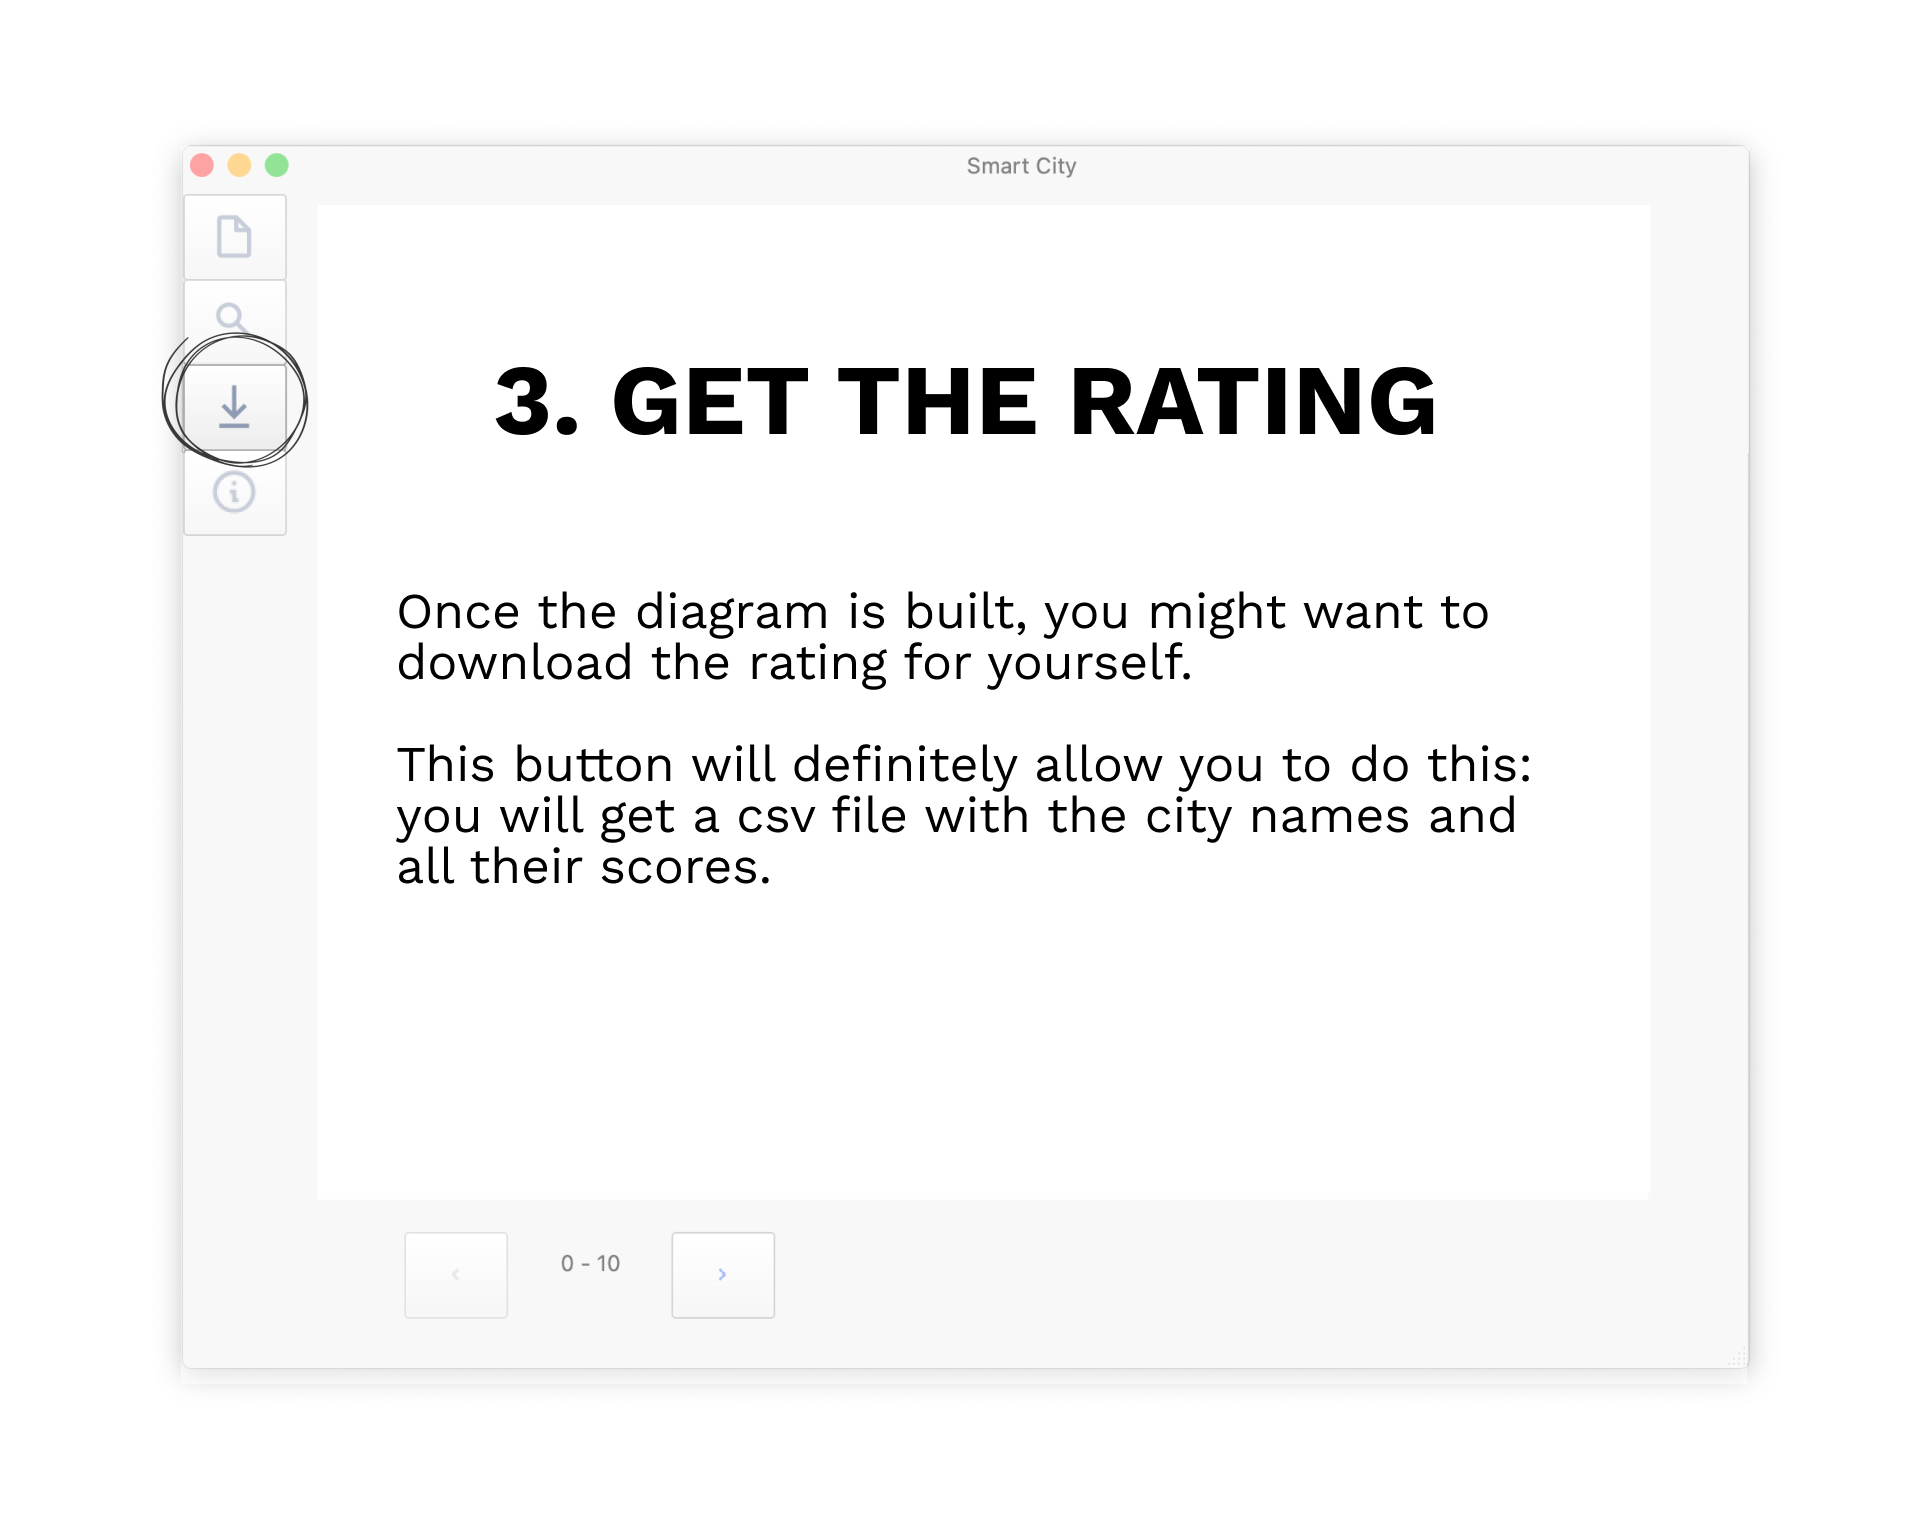 Smart City
3. GET THE RATING
Once the diagram is built, you might want to
download the rating for yourself.
This button will definitely allow you to do this:
you will get a csv file with the city names and
all their scores.
0 - 10